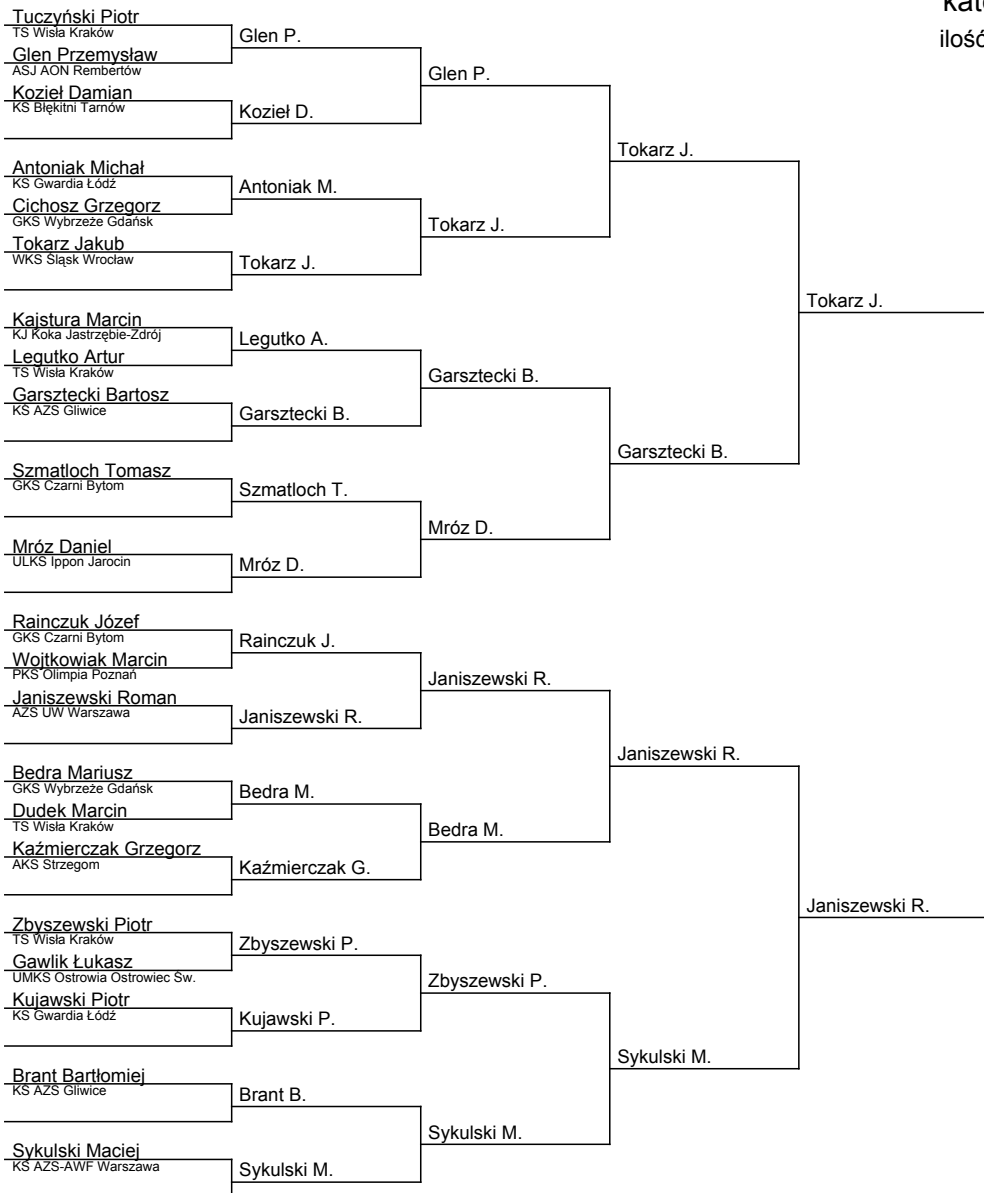 kate
ilość
Tuczyński Piotr
TS Wisła Kraków
Glen Przemysław
ASJ AON Rembertów
Kozieł Damian
KS Błękitni Tarnów
Antoniak Michał
KS Gwardia Łódź
Cichosz Grzegorz
GKS Wybrzeże Gdańsk
Tokarz Jakub
WKS Śląsk Wrocław
Kajstura Marcin
KJ Koka Jastrzębie-Zdrój
Legutko Artur
TS Wisła Kraków
Garsztecki Bartosz
KS AZS Gliwice
Szmatloch Tomasz
GKS Czarni Bytom
Mróz Daniel
ULKS Ippon Jarocin
Rainczuk Józef
GKS Czarni Bytom
Wojtkowiak Marcin
PKS Olimpia Poznań
Janiszewski Roman
AZS UW Warszawa
Bedra Mariusz
GKS Wybrzeże Gdańsk
Dudek Marcin
TS Wisła Kraków
Kaźmierczak Grzegorz
AKS Strzegom
Zbyszewski Piotr
TS Wisła Kraków
Gawlik Łukasz
UMKS Ostrowia Ostrowiec Św.
Kujawski Piotr
KS Gwardia Łódź
Brant Bartłomiej
KS AZS Gliwice
Sykulski Maciej
KS AZS-AWF Warszawa
Glen P.
Kozieł D.
Antoniak M.
Tokarz J.
Legutko A.
Garsztecki B.
Szmatloch T.
Mróz D.
Rainczuk J.
Janiszewski R.
Bedra M.
Kaźmierczak G.
Zbyszewski P.
Kujawski P.
Brant B.
Sykulski M.
Glen P.
Tokarz J.
Garsztecki B.
Mróz D.
Janiszewski R.
Bedra M.
Zbyszewski P.
Sykulski M.
Tokarz J.
Garsztecki B.
Janiszewski R.
Sykulski M.
Tokarz J.
Janiszewski R.